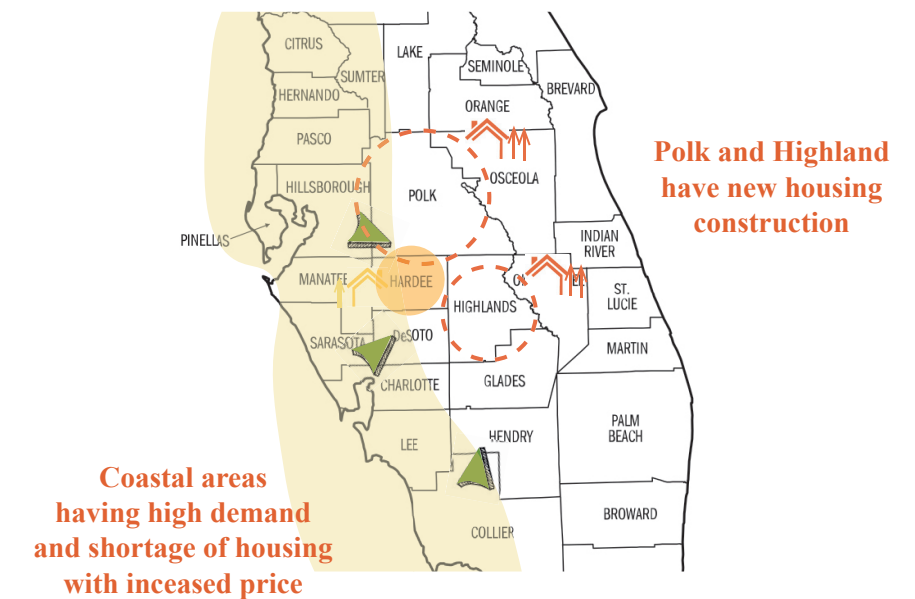 CITRUS
LAKE
SEMINOLE
SUMTER
HERNANDO
BREVARD
ORANGE
PASCO
Polk and Highland
have new housing
construction
HILLSBOROUGH
POLK
OSCEOLA
PINELLAS
INDIAN
RIVER
MANATEE
HARDEE
ST.
LUCIE
HIGHLANDS
SARASOTA
DeSOTO
MARTIN
CHARLOTTE
GLADES
LEE
HENDRY
PALM
BEACH
Coastal areas
having high demand
and shortage of housing
with inceased price
BROWARD
COLLIER